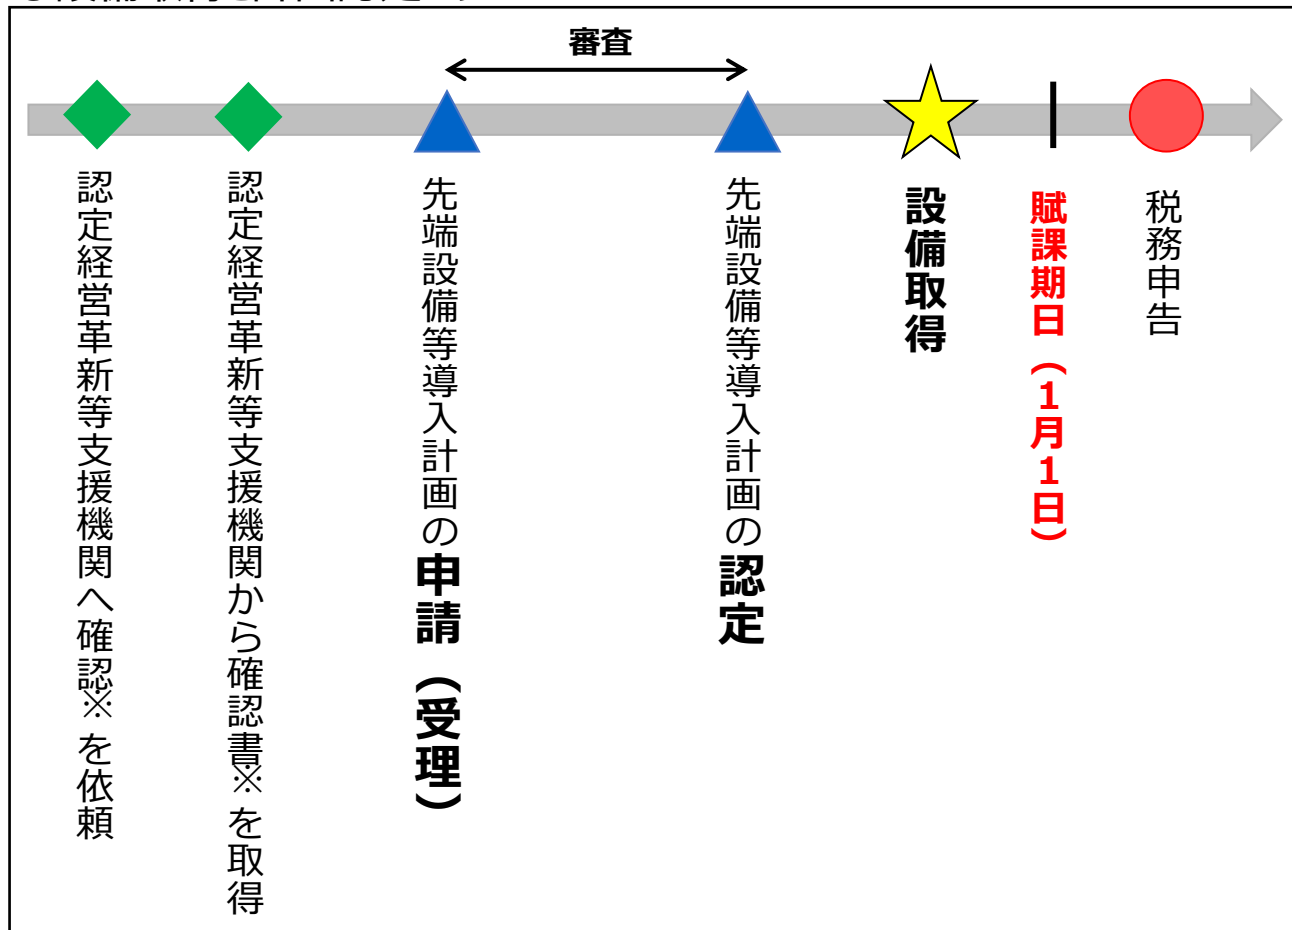 審査
認定経営革新等支援機関へ確認※を依頼
認定経営革新等支援機関から確認書※を取得
先端設備等導入計画の申請（受理）
先端設備等導入計画の認定
設備取得
賦課期日（１月１日）
税務申告